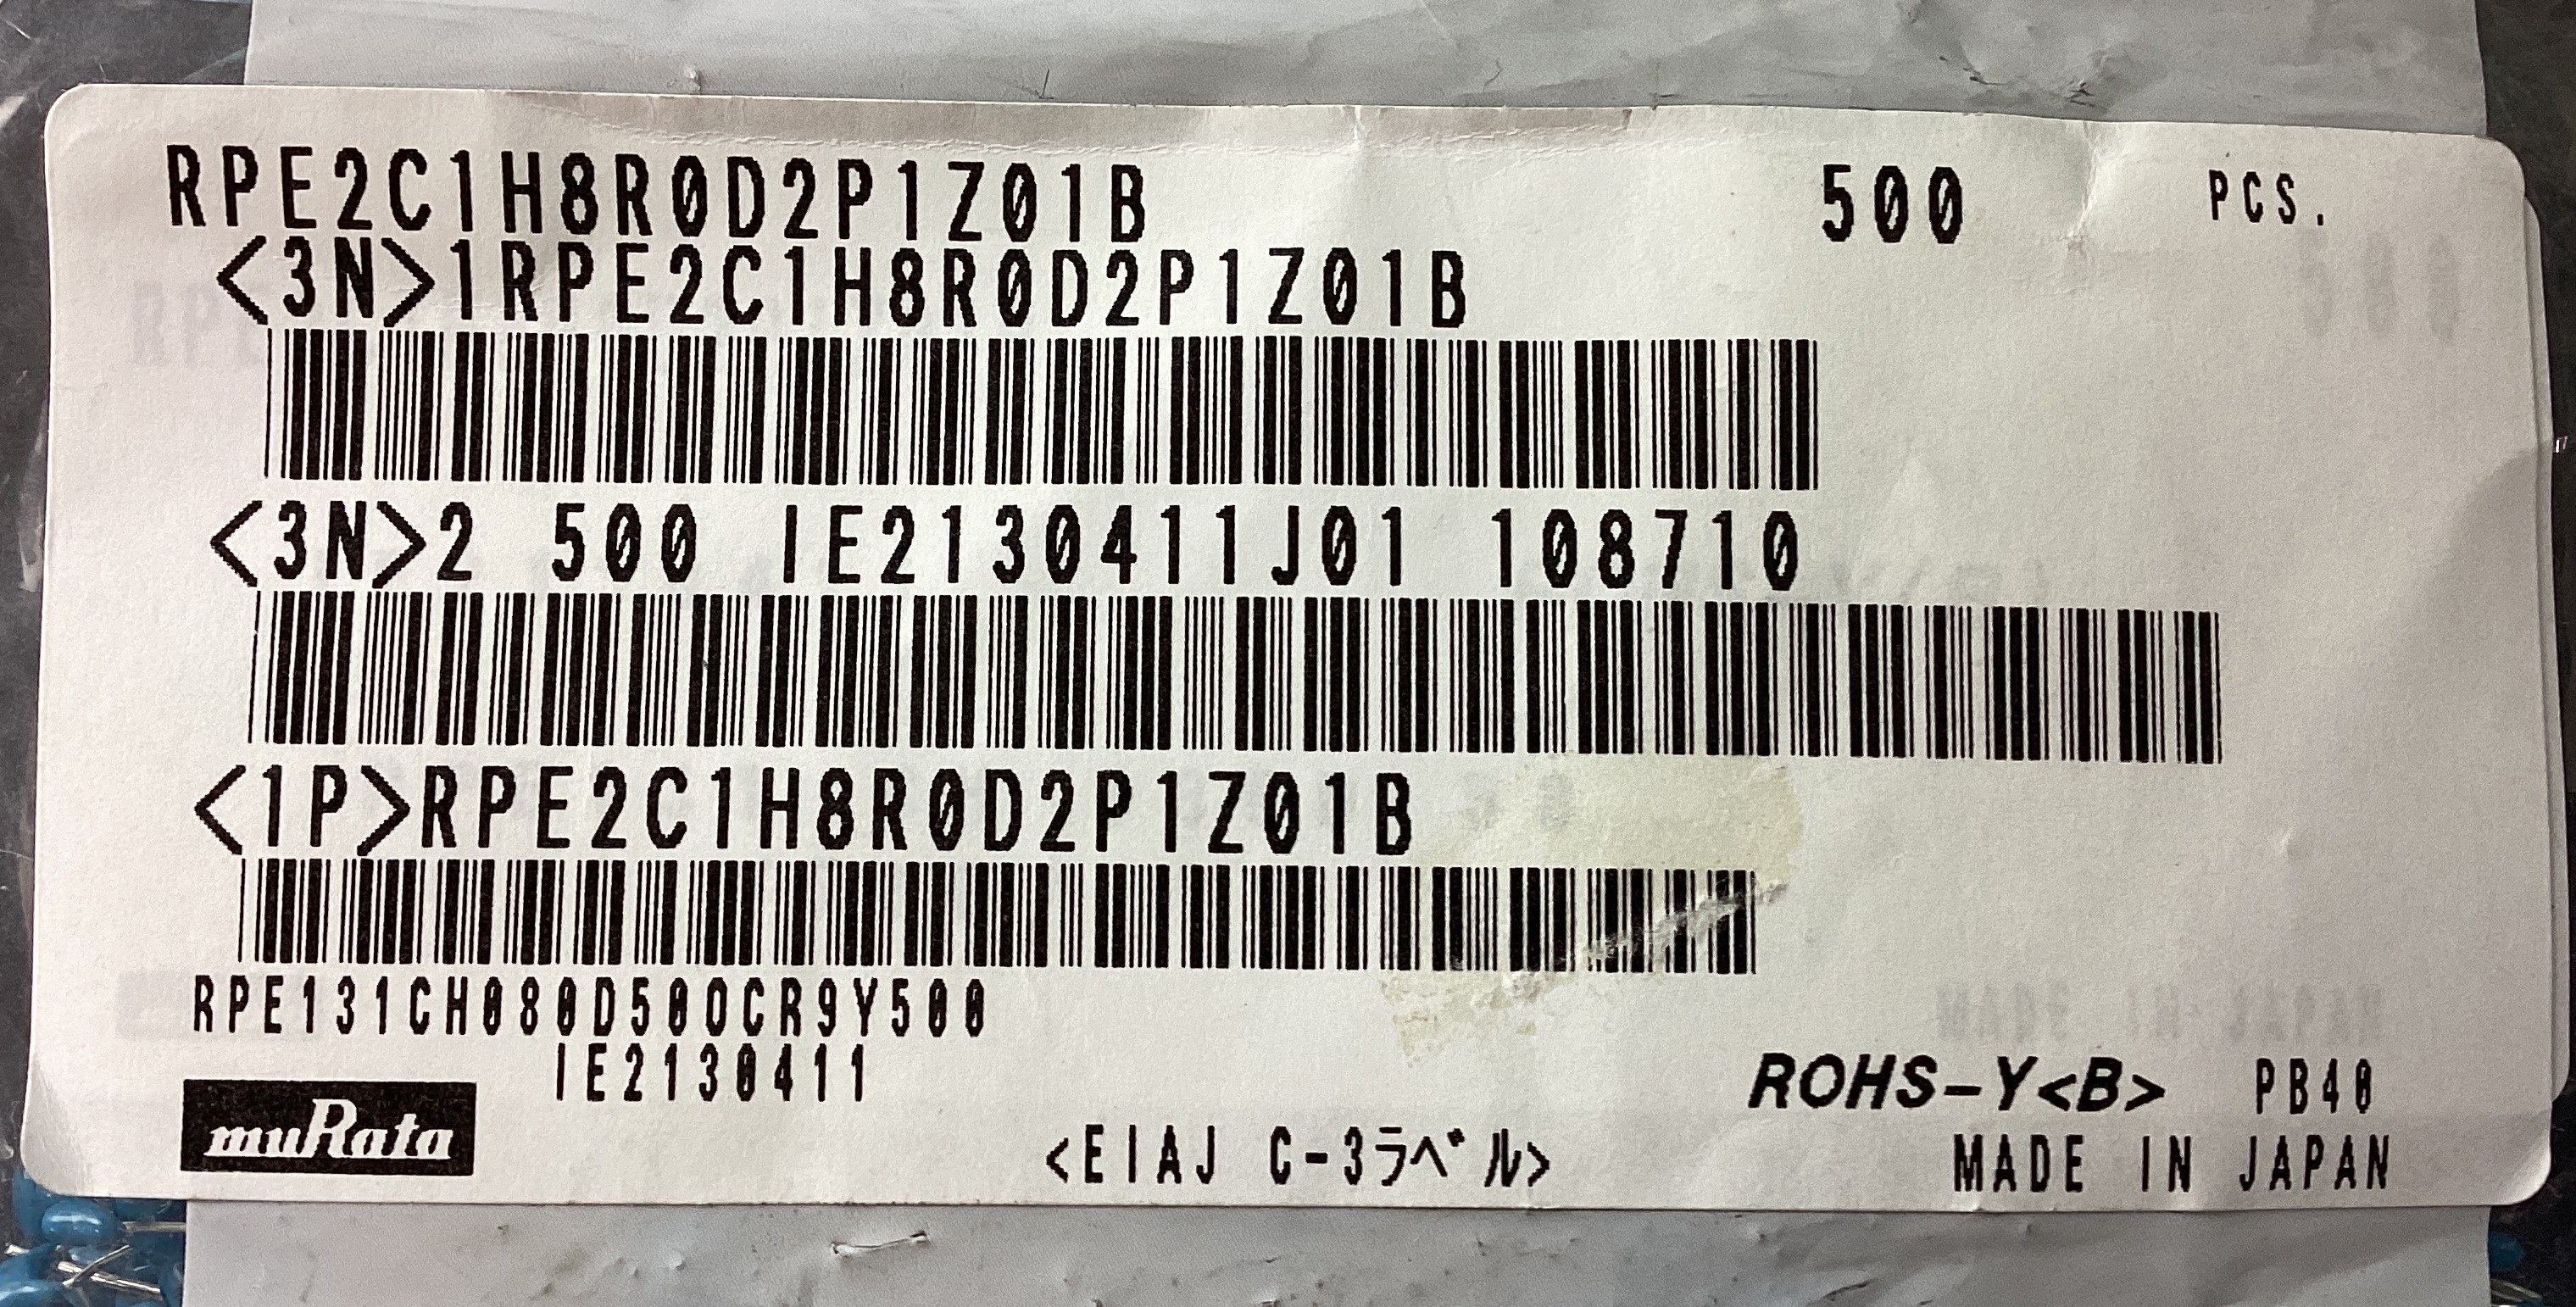 RPE2C1H8R0D2P1Z01B 500 PCS.
<3N>1RPE2C1H8R0D2P1Z01B
<3N>2 500 IE2130411J01 108710
<1P>RPE2C1H8R0D2P1Z01B
RPE131CH080D50OCR9Y500
IE2130411
muRata
ROHS-Y<B> PB40
<EIAJ C-3ラベル>
MADE IN JAPAN